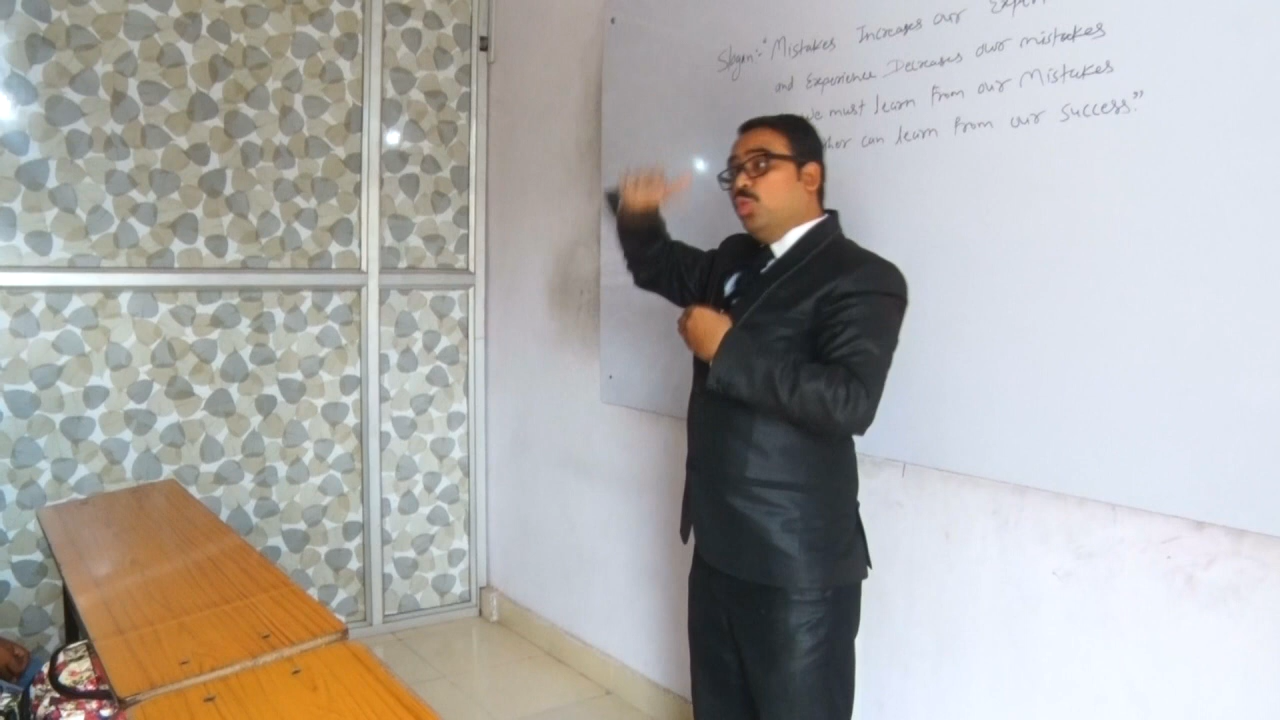 Slogan:- "Mistakes Increases our
and Experience Decreases our mistakes
we must learn from our Mistakes
can learn from our success."